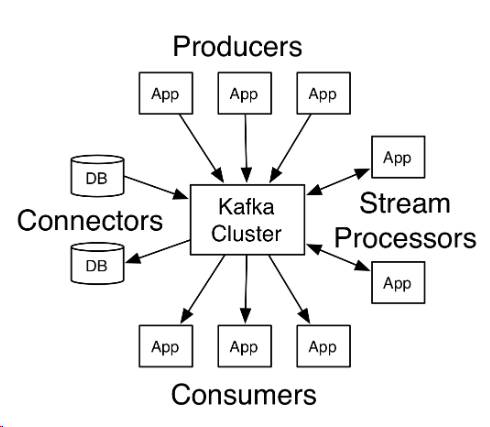 Producers
App
App
App
DB
App
Connectors
Kafka
Cluster
Stream
Processors
DB
App
App
App
App
Consumers